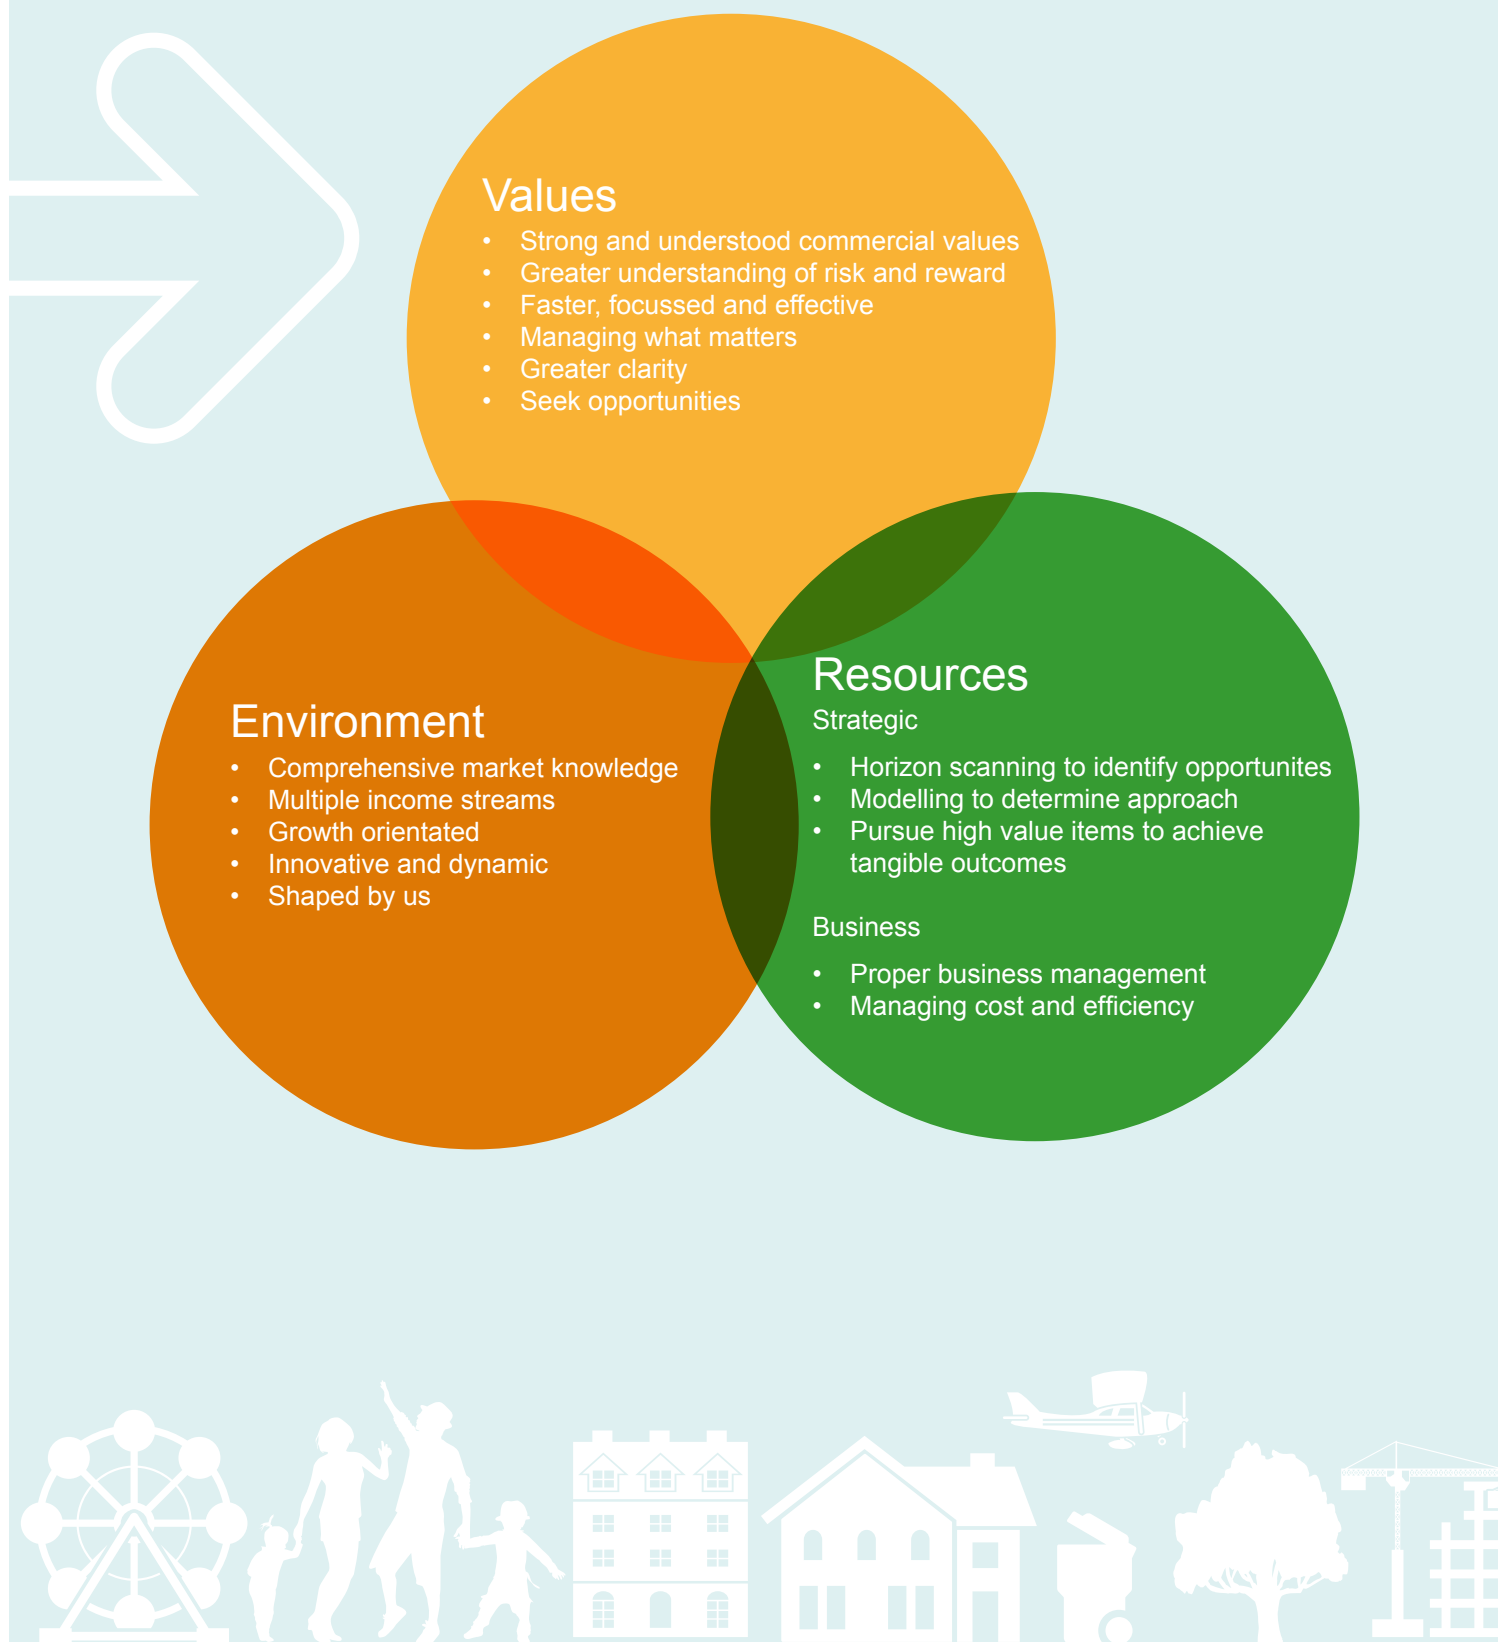 Values
• Strong and understood commercial values
• Greater understanding of risk and reward
• Faster, focussed and effective
• Managing what matters
• Greater clarity
• Seek opportunities
Environment
• Comprehensive market knowledge
• Multiple income streams
• Growth orientated
• Innovative and dynamic
• Shaped by us
Resources
Strategic
• Horizon scanning to identify opportunites
• Modelling to determine approach
• Pursue high value items to achieve
tangible outcomes
Business
• Proper business management
• Managing cost and efficiency